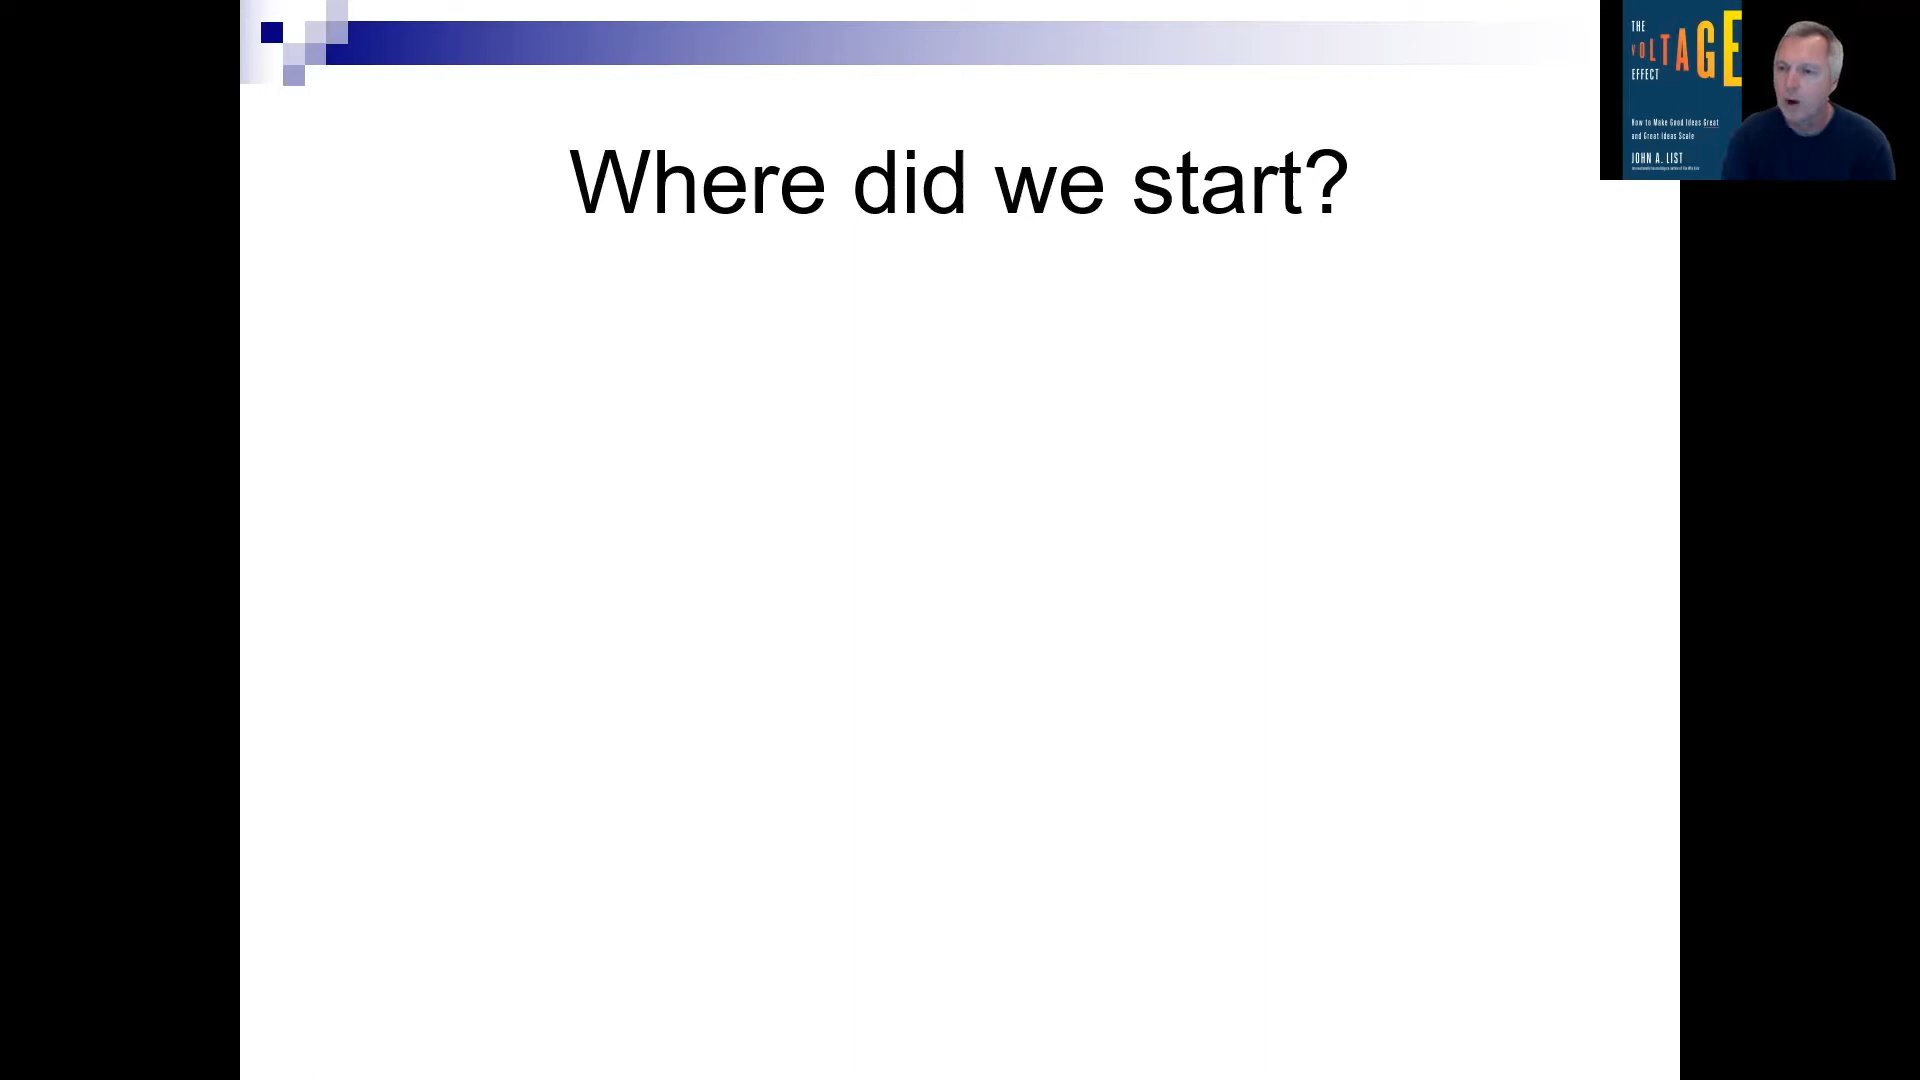 Where did we start?
THE
VOLTAGE
EFFECT
How to Make Good Ideas Great
and Great Ideas Scale
JOHN A. LIST